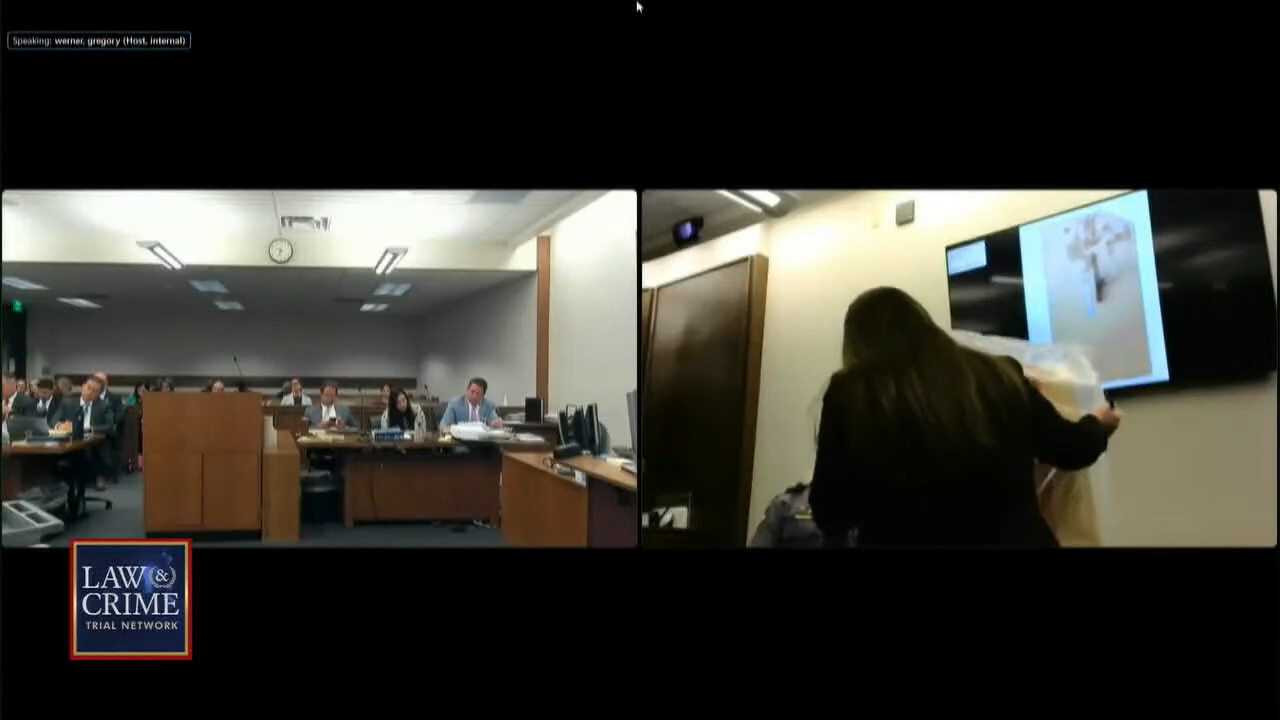 Speaking: werner, gregory (Host, internal)
LAW &
CRIME
TRIAL NETWORK